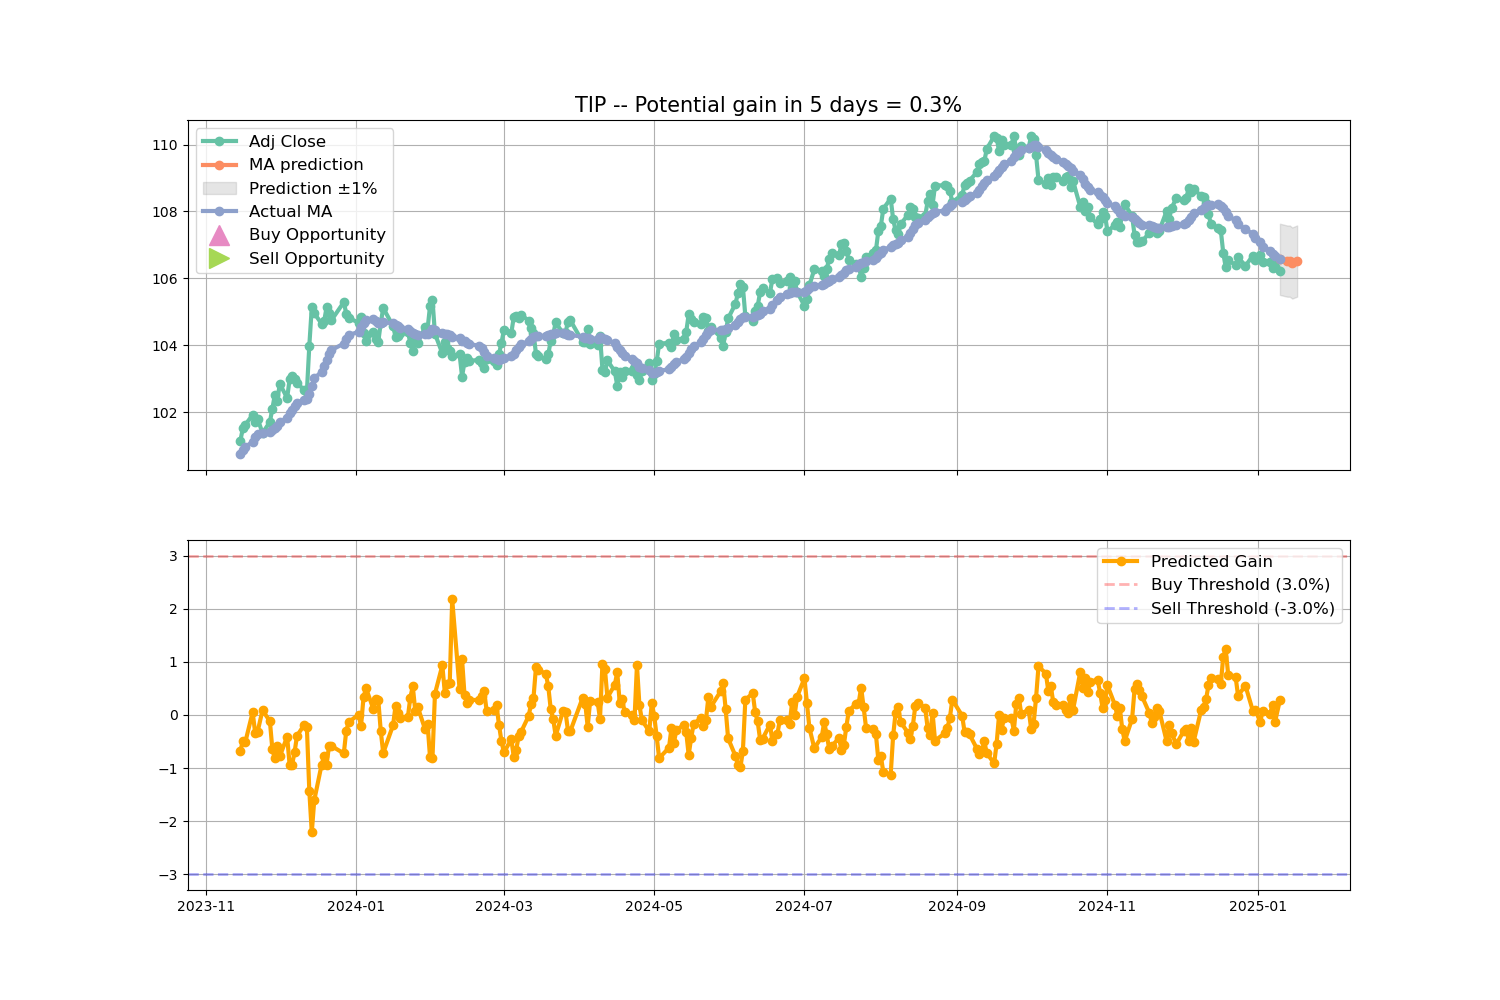 TIP -- Potential gain in 5 days = 0.3%
Adj Close
MA prediction
Prediction ±1%
Actual MA
Buy Opportunity
Sell Opportunity
110
108
106
104
102
Predicted Gain
Buy Threshold (3.0%)
Sell Threshold (-3.0%)
3
2
1
0
−1
−2
−3
2023-11
2024-01
2024-03
2024-05
2024-07
2024-09
2024-11
2025-01